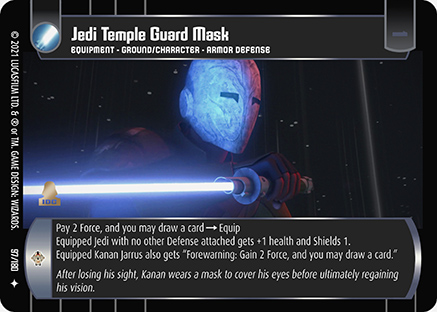 Jedi Temple Guard Mask
EQUIPMENT • GROUND/CHARACTER • ARMOR DEFENSE
© 2021 LUCASFILM LTD. & ® OR TM. GAME DESIGN: WIZARDS.
IDG
97/180
Pay 2 Force, and you may draw a card → Equip
Equipped Jedi with no other Defense attached gets +1 health and Shields 1.
Equipped Kanan Jarrus also gets “Forewarning: Gain 2 Force, and you may draw a card.”
After losing his sight, Kanan wears a mask to cover his eyes before ultimately regaining
his vision.